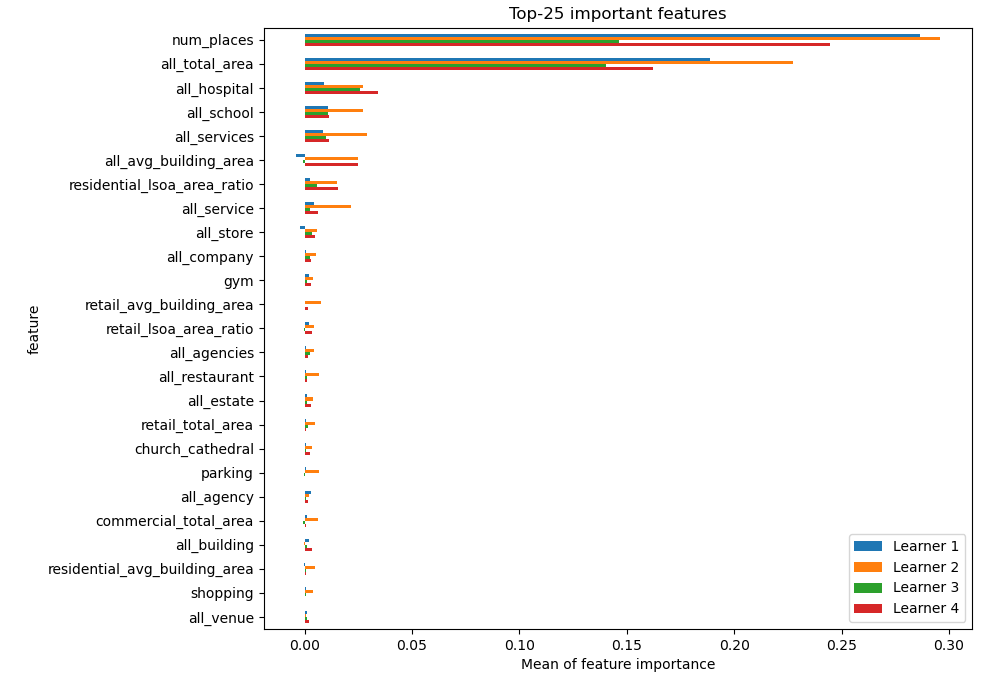 Top-25 important features
num_places
all_total_area
all_hospital
all_school
all_services
all_avg_building_area
residential_lsoa_area_ratio
all_service
all_store
all_company
gym
retail_avg_building_area
retail_lsoa_area_ratio
all_agencies
all_restaurant
all_estate
retail_total_area
church_cathedral
parking
all_agency
commercial_total_area
all_building
residential_avg_building_area
shopping
all_venue
feature
Learner 1
Learner 2
Learner 3
Learner 4
0.00 0.05 0.10 0.15 0.20 0.25 0.30
Mean of feature importance